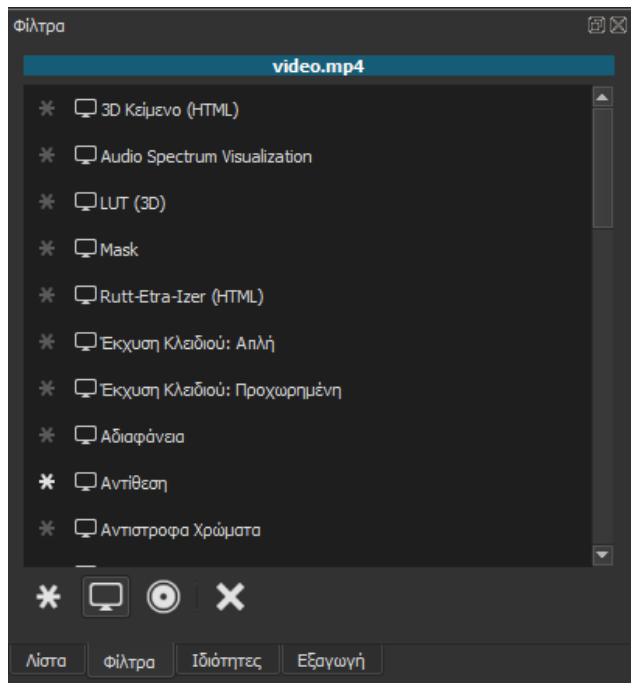 Φίλτρα
video.mp4
3D Κείμενο (HTML)
Audio Spectrum Visualization
LUT (3D)
Mask
Rutt-Etra-Izer (HTML)
Έκχυση Κλειδιού: Απλή
Έκχυση Κλειδιού: Προχωρημένη
Αδιαφάνεια
Αντίθεση
Αντιστροφα Χρώματα
Λίστα Φίλτρα Ιδιότητες Εξαγωγή